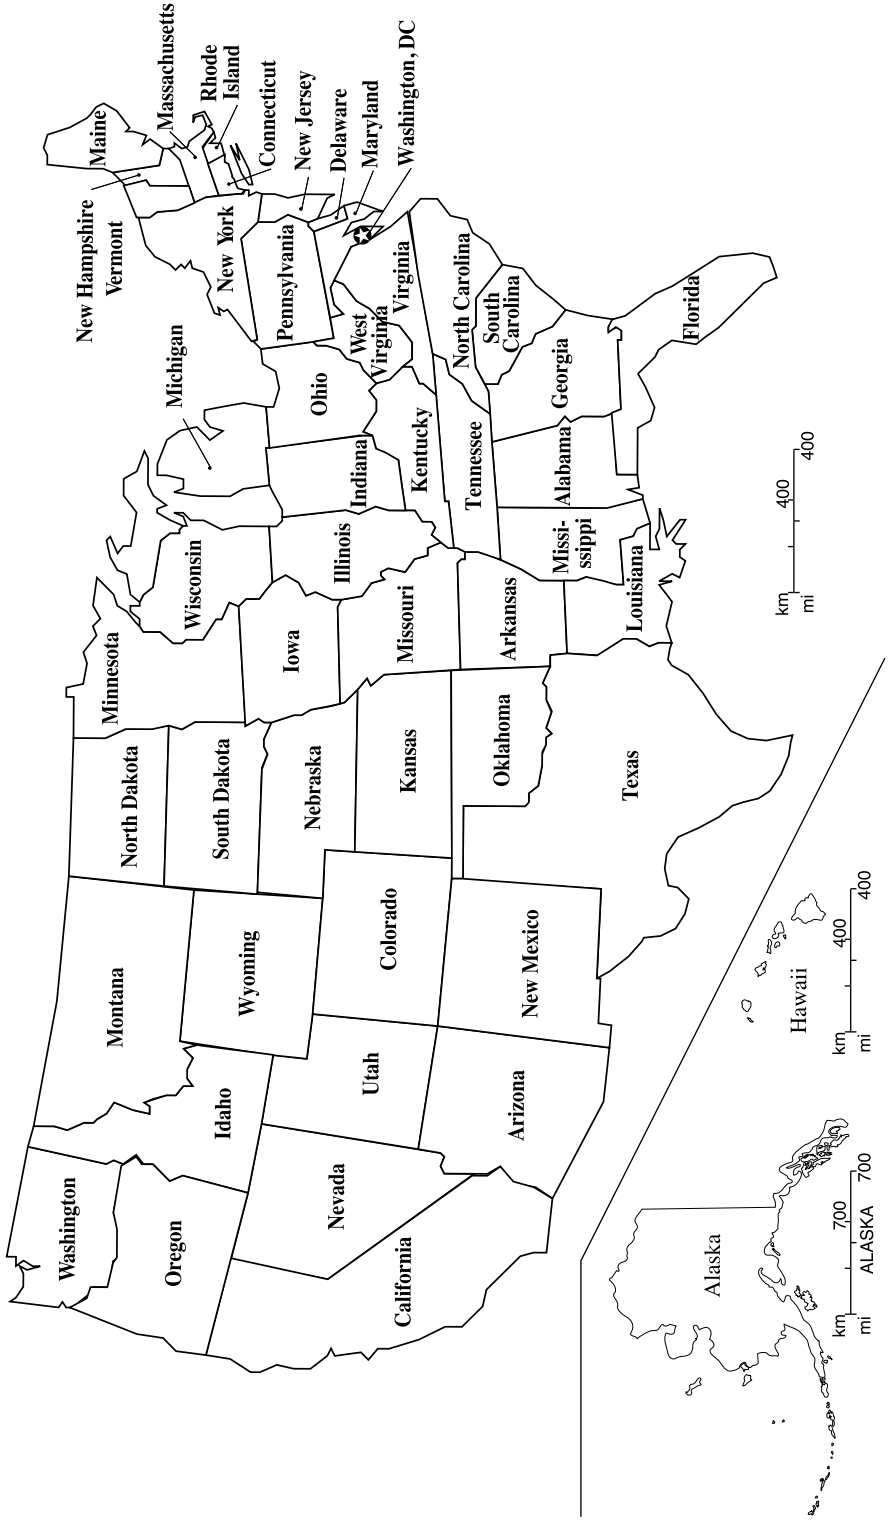 Washington
Oregon
California
Nevada
Idaho
Montana
Wyoming
Utah
Arizona
Colorado
New Mexico
North Dakota
South Dakota
Nebraska
Kansas
Oklahoma
Texas
Minnesota
Iowa
Missouri
Arkansas
Louisiana
Wisconsin
Illinois
Michigan
Indiana
Ohio
Kentucky
Tennessee
Missi-
ssippi
Alabama
Georgia
Florida
South
Carolina
North Carolina
Virginia
West
Virginia
Pennsylvania
New York
New Hampshire
Vermont
Maine
Massachusetts
Rhode
Island
Connecticut
New Jersey
Delaware
Maryland
Washington, DC
Alaska
km 700
mi 700
ALASKA
Hawaii
km 400
mi 400
km 400
mi 400